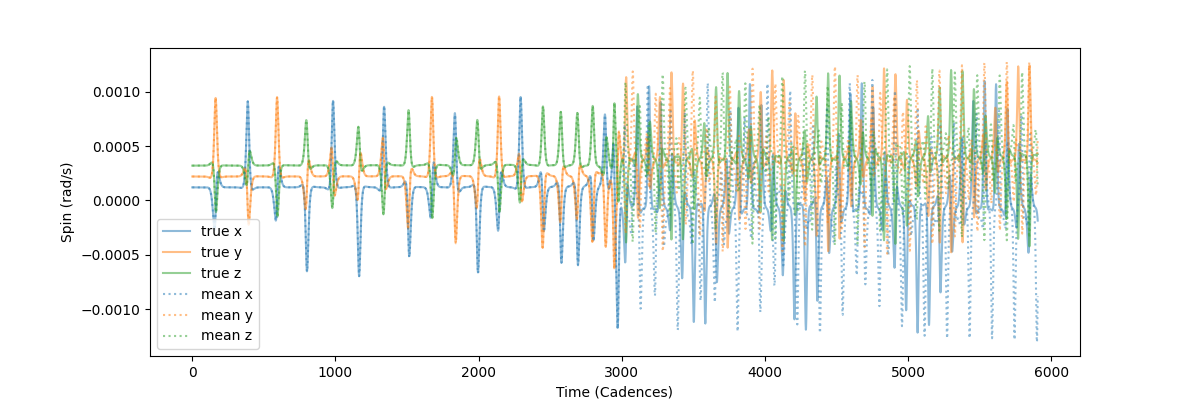 0.0010
0.0005
0.0000
−0.0005
−0.0010
Spin (rad/s)
true x
true y
true z
mean x
mean y
mean z
0
1000
2000
3000
4000
5000
6000
Time (Cadences)